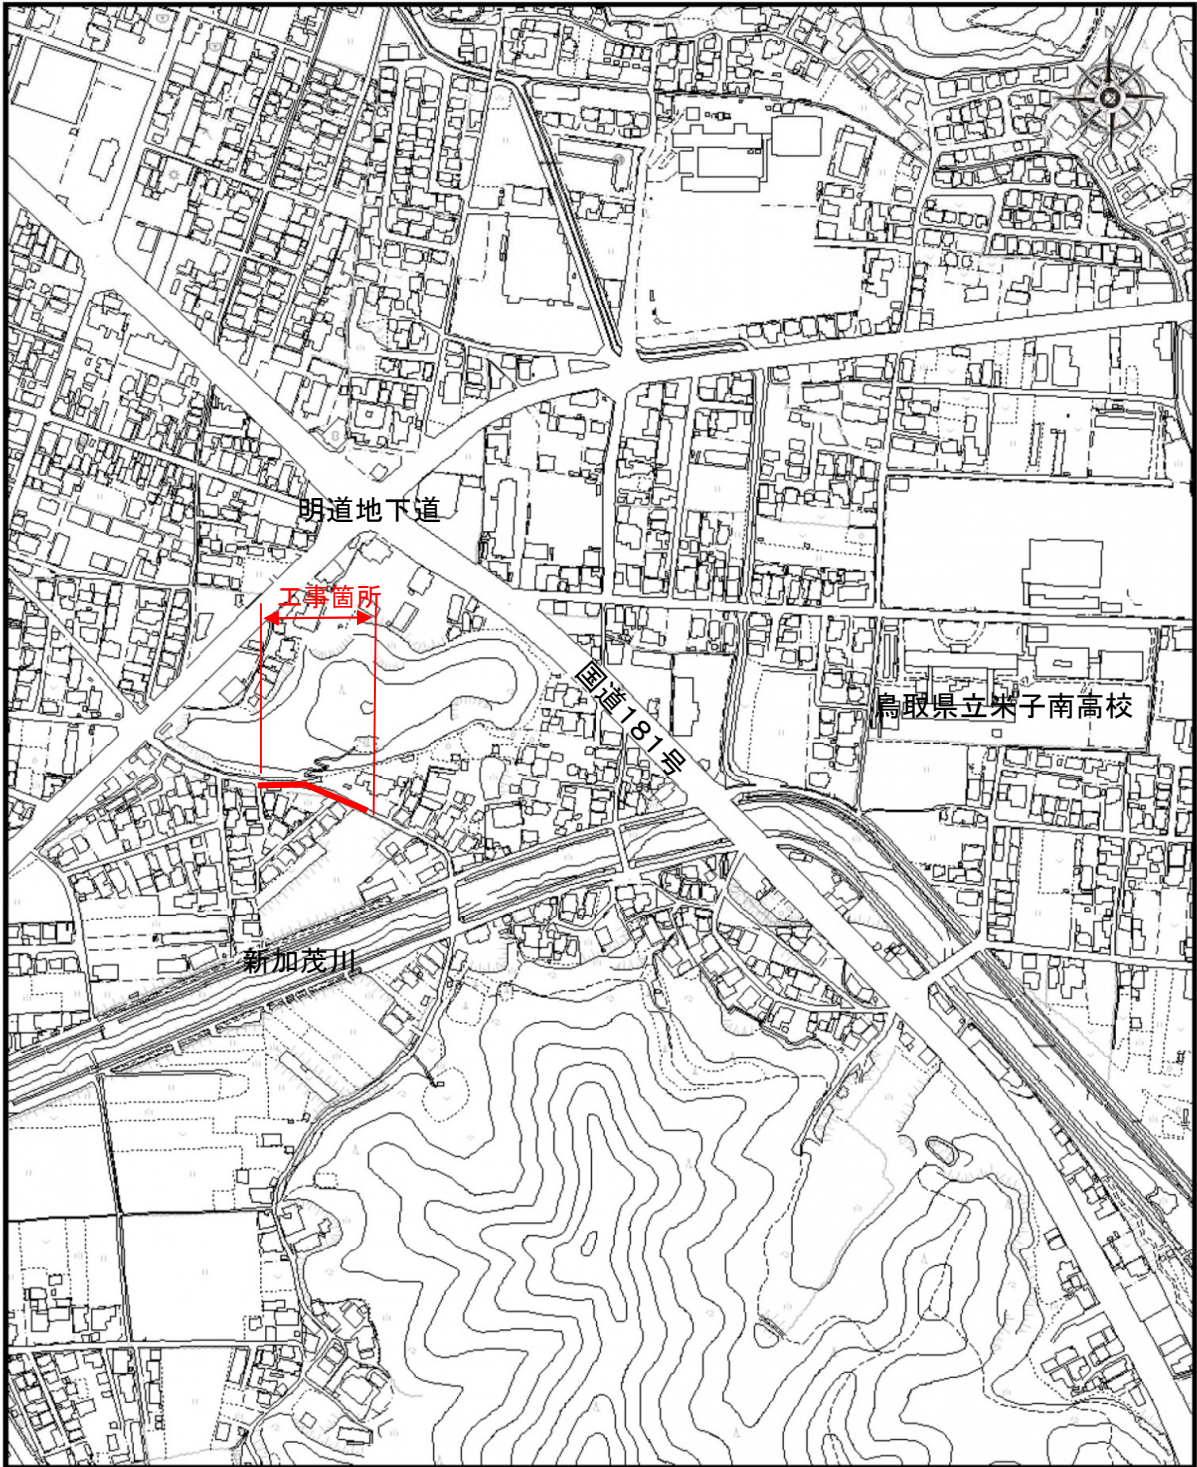 明道地下道
工事箇所
国道181号
鳥取県立米子南高校
新加茂川